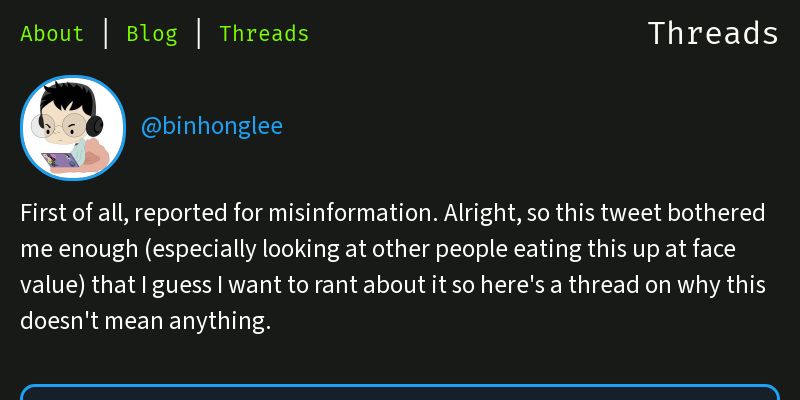 About | Blog | Threads
Threads
@binhonglee
First of all, reported for misinformation. Alright, so this tweet bothered
me enough (especially looking at other people eating this up at face
value) that I guess I want to rant about it so here's a thread on why this
doesn't mean anything.